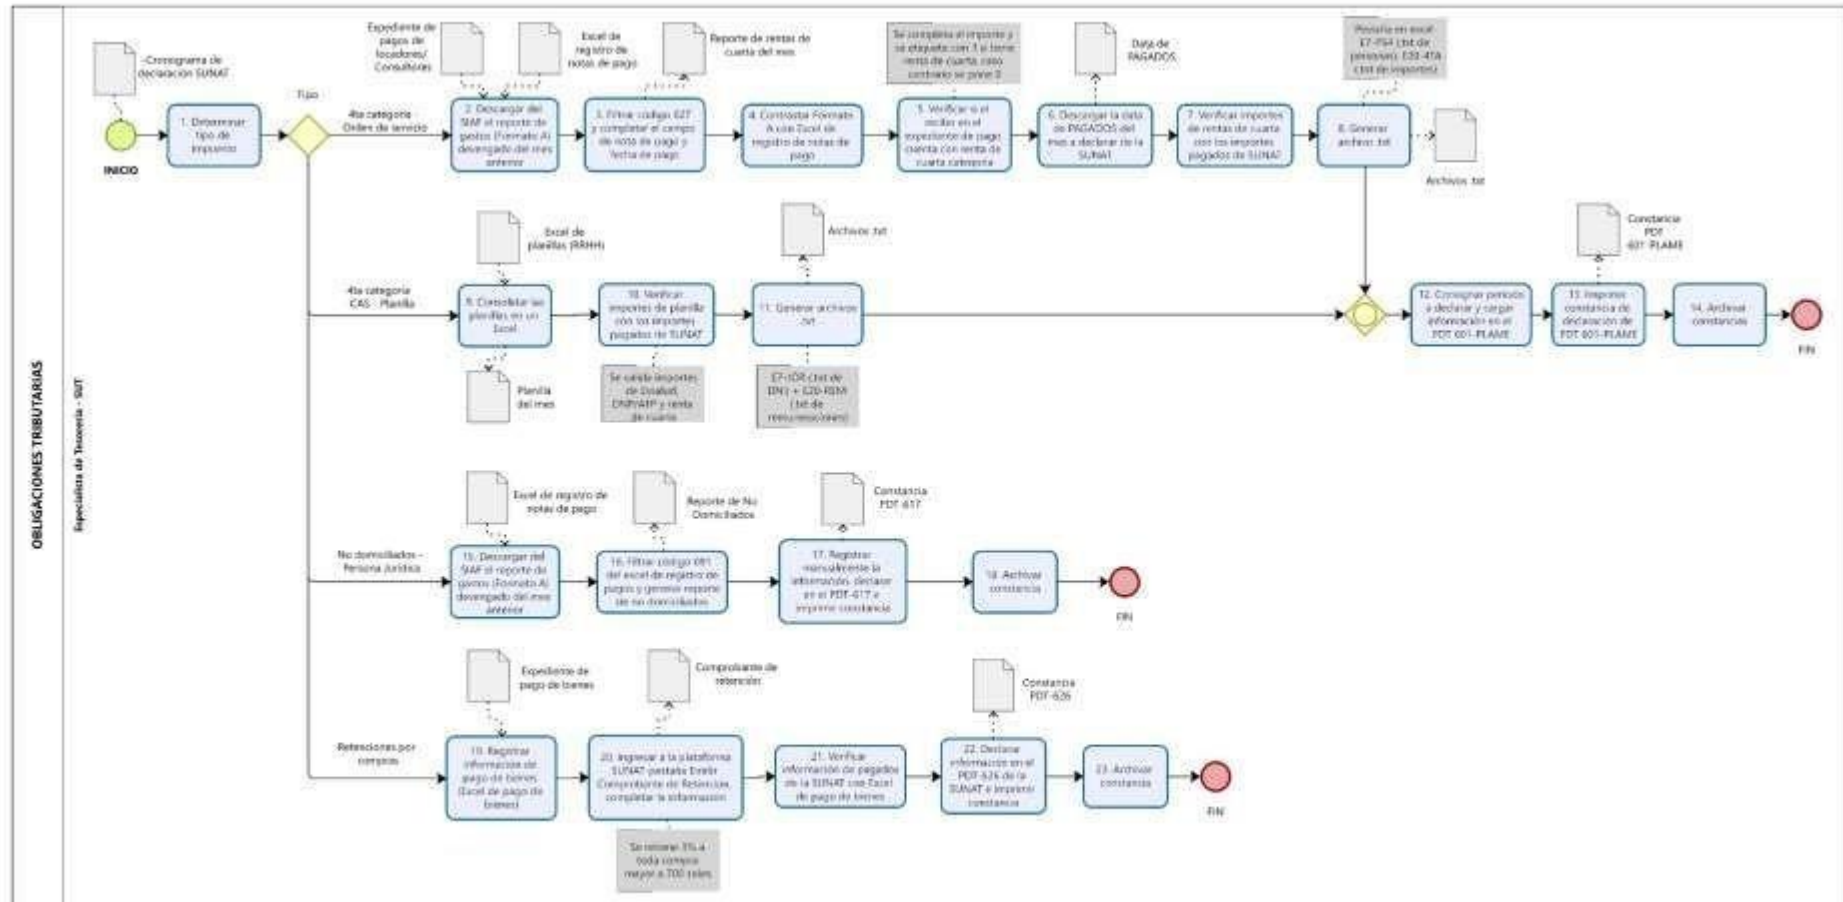 OBLIGACIONES TRIBUTARIAS
Especialista de Tesorería - SUT
-Cronograma de
declaración SUNAT
INICIO
1. Determinar
tipo de
impuesto
Tipo
4ta categoría
Orden de servicio
Expediente de
pagos de
locadores/
Consultores
Excel de
registro de
notas de pago
2. Descargar del
SIAF el reporte de
gastos (Formato A)
devengado del mes
anterior
Reporte de rentas de
cuarta del mes
3. Filtrar código 027
y completar el campo
de nota de pago y
fecha de pago
4. Contrastar Formato
A con Excel de
registro de notas de
pago
Se completa el importe y
se etiqueta con 1 si tiene
renta de cuarta, caso
contrario se pone 0
5. Verificar si el
recibo en el
expediente de pago
cuenta con renta de
cuarta categoría
Data de
PAGADOS
6. Descargar la data
de PAGADOS del
mes a declarar de la
SUNAT
7. Verificar importes
de rentas de cuarta
con los importes
pagados de SUNAT
en excel
personas)
(.txt de importes)
8. Generar
archivo .txt
Archivos .txt
4ta categoría
CAS - Planilla
Excel de
planillas (RRHH)
9. Consolidar las
planillas en un
Excel
Planilla
del mes
10. Verificar
importes de planilla
con los importes
pagados de SUNAT
Se valida importes
de Essalud,
ONP/AFP y renta
de cuarta
Archivos .txt
11. Generar archivos
.txt
(.txt de
DNI) +
(.txt de
remuneraciones)
12. Consignar periodo
a declarar y cargar
información en el
PDT 601-PLAME
Constancia
PDT
601-PLAME
13. Imprimir
constancia de
declaración de
PDT 601-PLAME
14. Archivar
constancias
FIN
No domiciliados -
Persona Jurídica
Excel de registro de
notas de pago
15. Descargar del
SIAF el reporte de
gastos (Formato A)
devengado del mes
anterior
Reporte de No
Domiciliados
16. Filtrar código 091
del excel de registro de
pagos y generar reporte
de no domiciliados
Constancia
PDT-617
17. Registrar
manualmente la
información, declarar
en el PDT-617 e
imprimir constancia
18. Archivar
constancia
FIN
Retenciones por
compras
Expediente de
pago de bienes
19. Registrar
información de
pago de bienes
(Excel de pago de
bienes)
Comprobante de
retención
20. Ingresar a la plataforma
SUNAT pestaña Emitir
Comprobante de Retención,
completar la información
Se retiene 3% a
toda compra
mayor a 700 soles
21. Verificar
información de pagados
de la SUNAT con Excel
de pago de bienes
Constancia
PDT-626
22. Declarar
información en el
PDT-626 de la
SUNAT e imprimir
constancia
23. Archivar
constancia
FIN